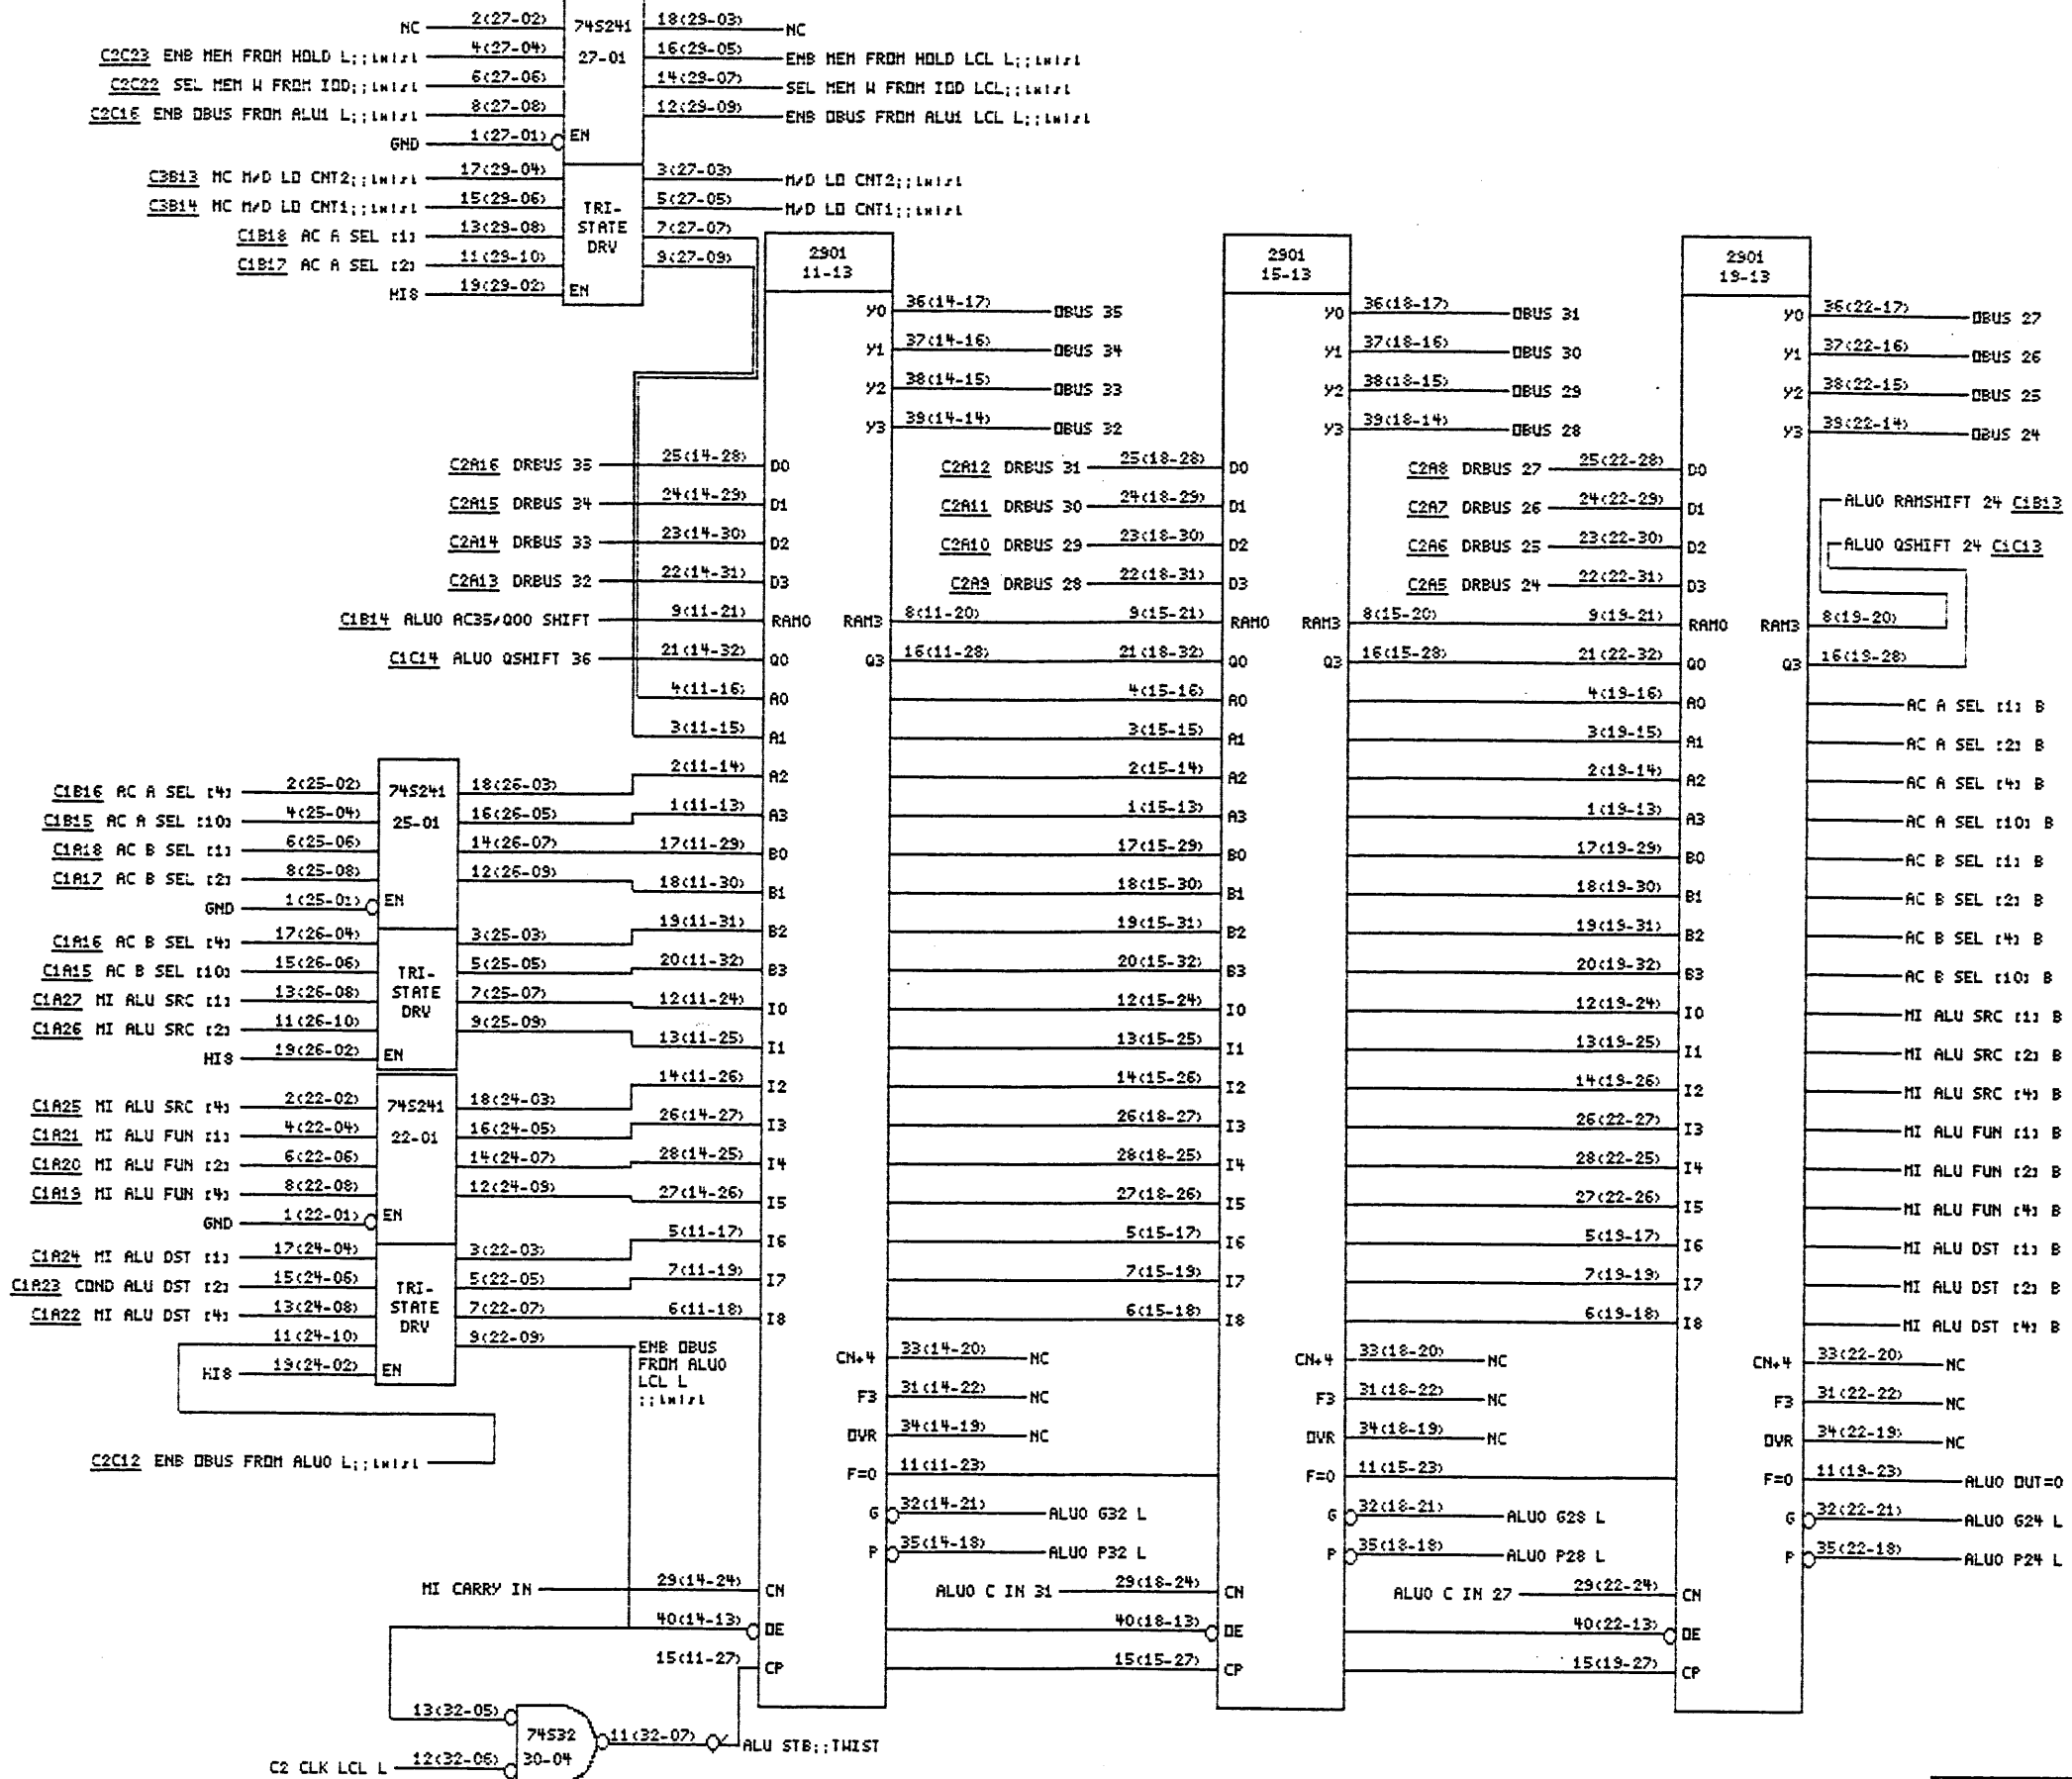 NC 2(27-02) 74S241 18(29-03) NC
C2C23 ENB MEM FROM HOLD L;; 4(27-04) 27-01 16(29-05) ENB MEM FROM HOLD LCL L;;
C2C22 SEL MEM W FROM IOD;; 6(27-06) 14(29-07) SEL MEM W FROM IOD LCL;;
C2C16 ENB OBUS FROM ALU1 L;; 8(27-08) 12(29-09) ENB OBUS FROM ALU1 LCL L;;
GND 1(27-01) EN
C3B13 MC M/D LD CNT2;; 17(29-04) 3(27-03) M/D LD CNT2;;
C3B14 MC M/D LD CNT1;; 15(29-06) TRI- 5(27-05) M/D LD CNT1;;
C1B18 AC A SEL [1] 13(29-08) STATE 7(27-07)
C1B17 AC A SEL [2] 11(29-10) DRV 9(27-09)
HI8 19(29-02) EN
2901 2901 2901
11-13 15-13 19-13
Y0 36(14-17) OBUS 35 Y0 36(18-17) OBUS 31 Y0 36(22-17) OBUS 27
Y1 37(14-16) OBUS 34 Y1 37(18-16) OBUS 30 Y1 37(22-16) OBUS 26
Y2 38(14-15) OBUS 33 Y2 38(18-15) OBUS 29 Y2 38(22-15) OBUS 25
Y3 39(14-14) OBUS 32 Y3 39(18-14) OBUS 28 Y3 39(22-14) OBUS 24
C2A16 DRBUS 35 25(14-28) D0 C2A12 DRBUS 31 25(18-28) D0 C2A8 DRBUS 27 25(22-28) D0
C2A15 DRBUS 34 24(14-29) D1 C2A11 DRBUS 30 24(18-29) D1 C2A7 DRBUS 26 24(22-29) D1 ALU0 RAMSHIFT 24 C1B13
C2A14 DRBUS 33 23(14-30) D2 C2A10 DRBUS 29 23(18-30) D2 C2A6 DRBUS 25 23(22-30) D2 ALU0 QSHIFT 24 C1C13
C2A13 DRBUS 32 22(14-31) D3 C2A9 DRBUS 28 22(18-31) D3 C2A5 DRBUS 24 22(22-31) D3
C1B14 ALU0 AC35/Q00 SHIFT 9(11-21) RAM0 RAM3 8(11-20) 9(15-21) RAM0 RAM3 8(15-20) 9(19-21) RAM0 RAM3 8(19-20)
C1C14 ALU0 QSHIFT 36 21(14-32) Q0 Q3 16(11-28) 21(18-32) Q0 Q3 16(15-28) 21(22-32) Q0 Q3 16(19-28)
4(11-16) A0 4(15-16) A0 4(19-16) A0 AC A SEL [1] B
3(11-15) A1 3(15-15) A1 3(19-15) A1 AC A SEL [2] B
C1B16 AC A SEL [4] 2(25-02) 74S241 18(26-03) 2(11-14) A2 2(15-14) A2 2(19-14) A2 AC A SEL [4] B
C1B15 AC A SEL [10] 4(25-04) 25-01 16(26-05) 1(11-13) A3 1(15-13) A3 1(19-13) A3 AC A SEL [10] B
C1A18 AC B SEL [1] 6(25-06) 14(26-07) 17(11-29) B0 17(15-29) B0 17(19-29) B0 AC B SEL [1] B
C1A17 AC B SEL [2] 8(25-08) 12(26-09) 18(11-30) B1 18(15-30) B1 18(19-30) B1 AC B SEL [2] B
GND 1(25-01) EN
C1A16 AC B SEL [4] 17(26-04) 3(25-03) 19(11-31) B2 19(15-31) B2 19(19-31) B2 AC B SEL [4] B
C1A15 AC B SEL [10] 15(26-06) TRI- 5(25-05) 20(11-32) B3 20(15-32) B3 20(19-32) B3 AC B SEL [10] B
C1A27 MI ALU SRC [1] 13(26-08) STATE 7(25-07) 12(11-24) I0 12(15-24) I0 12(19-24) I0 MI ALU SRC [1] B
C1A26 MI ALU SRC [2] 11(26-10) DRV 9(25-09) 13(11-25) I1 13(15-25) I1 13(19-25) I1 MI ALU SRC [2] B
HI8 19(26-02) EN
C1A25 MI ALU SRC [4] 2(22-02) 74S241 18(24-03) 14(11-26) I2 14(15-26) I2 14(19-26) I2 MI ALU SRC [4] B
C1A21 MI ALU FUN [1] 4(22-04) 22-01 16(24-05) 26(14-27) I3 26(18-27) I3 26(22-27) I3 MI ALU FUN [1] B
C1A20 MI ALU FUN [2] 6(22-06) 14(24-07) 28(14-25) I4 28(18-25) I4 28(22-25) I4 MI ALU FUN [2] B
C1A19 MI ALU FUN [4] 8(22-08) 12(24-09) 27(14-26) I5 27(18-26) I5 27(22-26) I5 MI ALU FUN [4] B
GND 1(22-01) EN
C1A24 MI ALU DST [1] 17(24-04) 3(22-03) 5(11-17) I6 5(15-17) I6 5(19-17) I6 MI ALU DST [1] B
C1A23 COND ALU DST [2] 15(24-06) TRI- 5(22-05) 7(11-19) I7 7(15-19) I7 7(19-19) I7 MI ALU DST [2] B
C1A22 MI ALU DST [4] 13(24-08) STATE 7(22-07) 6(11-18) I8 6(15-18) I8 6(19-18) I8 MI ALU DST [4] B
11(24-10) DRV 9(22-09) ENB OBUS
FROM ALU0
LCL L
;;
HI8 19(24-02) EN
CN+4 33(14-20) NC CN+4 33(18-20) NC CN+4 33(22-20) NC
F3 31(14-22) NC F3 31(18-22) NC F3 31(22-22) NC
OVR 34(14-19) NC OVR 34(18-19) NC OVR 34(22-19) NC
C2C12 ENB OBUS FROM ALU0 L;;
F=0 11(11-23) F=0 11(15-23) F=0 11(19-23) ALU0 OUT=0
G 32(14-21) ALU0 G32 L G 32(18-21) ALU0 G28 L G 32(22-21) ALU0 G24 L
P 35(14-18) ALU0 P32 L P 35(18-18) ALU0 P28 L P 35(22-18) ALU0 P24 L
MI CARRY IN 29(14-24) CN ALU0 C IN 31 29(18-24) CN ALU0 C IN 27 29(22-24) CN
40(14-13) OE 40(18-13) OE 40(22-13) OE
15(11-27) CP 15(15-27) CP 15(19-27) CP
13(32-05) 74S32 11(32-07) ALU STB;;TWIST
C2 CLK LCL L 12(32-06) 30-04